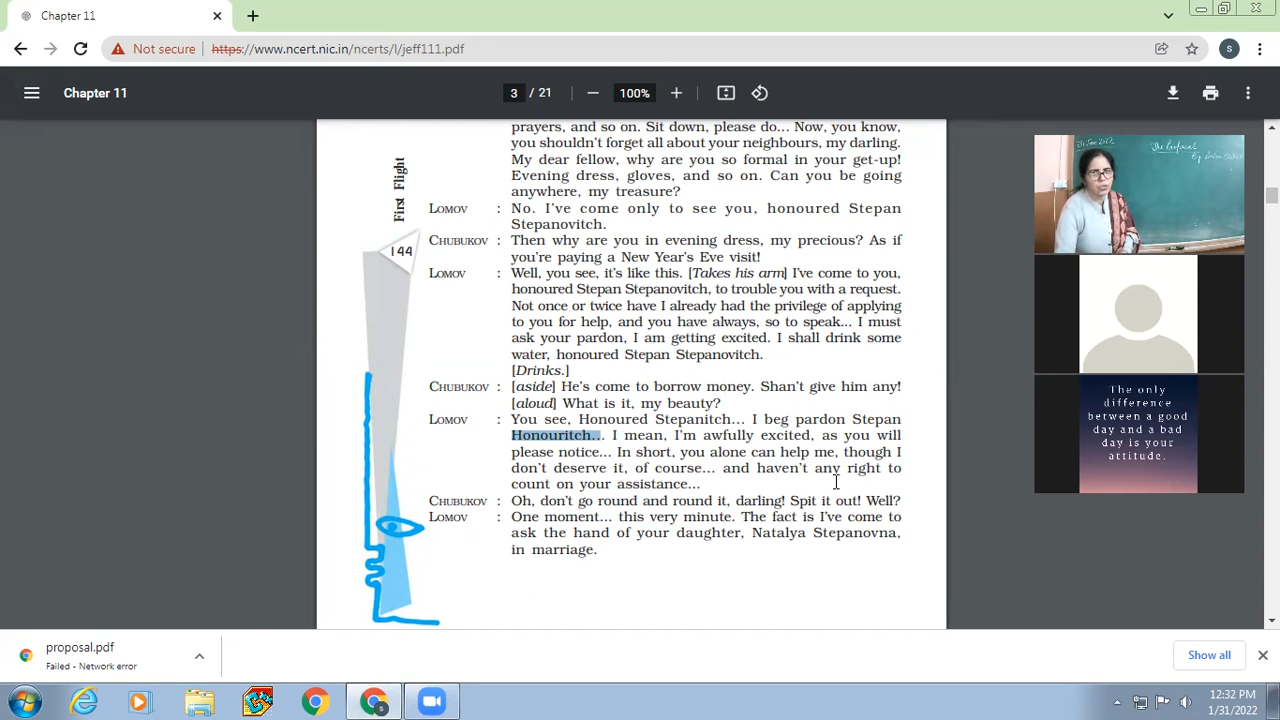 Chapter 11
Not secure
https://www.ncert.nic.in/ncerts/l/jeff111.pdf
S
Chapter 11
3 / 21
100%
prayers, and so on. Sit down, please do... Now, you know,
you shouldn't forget all about your neighbours, my darling.
My dear fellow, why are you so formal in your get-up!
Evening dress, gloves, and so on. Can you be going
anywhere, my treasure?
LOMOV : No. I've come only to see you, honoured Stepan
Stepanovitch.
CHUBUKOV : Then why are you in evening dress, my precious? As if
you're paying a New Year's Eve visit!
LOMOV : Well, you see, it's like this. [Takes his arm] I've come to you,
honoured Stepan Stepanovitch, to trouble you with a request.
Not once or twice have I already had the privilege of applying
to you for help, and you have always, so to speak... I must
ask your pardon, I am getting excited. I shall drink some
water, honoured Stepan Stepanovitch.
[Drinks.]
CHUBUKOV : [aside] He's come to borrow money. Shan't give him any!
[aloud] What is it, my beauty?
LOMOV : You see, Honoured Stepanitch... I beg pardon Stepan
Honouritch... I mean, I'm awfully excited, as you will
please notice... In short, you alone can help me, though I
don't deserve it, of course... and haven't any right to
count on your assistance...
CHUBUKOV : Oh, don't go round and round it, darling! Spit it out! Well?
LOMOV : One moment... this very minute. The fact is I've come to
ask the hand of your daughter, Natalya Stepanovna,
in marriage.
First Flight
144
The Proposal
The only
difference
between a good
day and a bad
day is your
attitude.
proposal.pdf
Failed - Network error
Show all
12:32 PM
1/31/2022